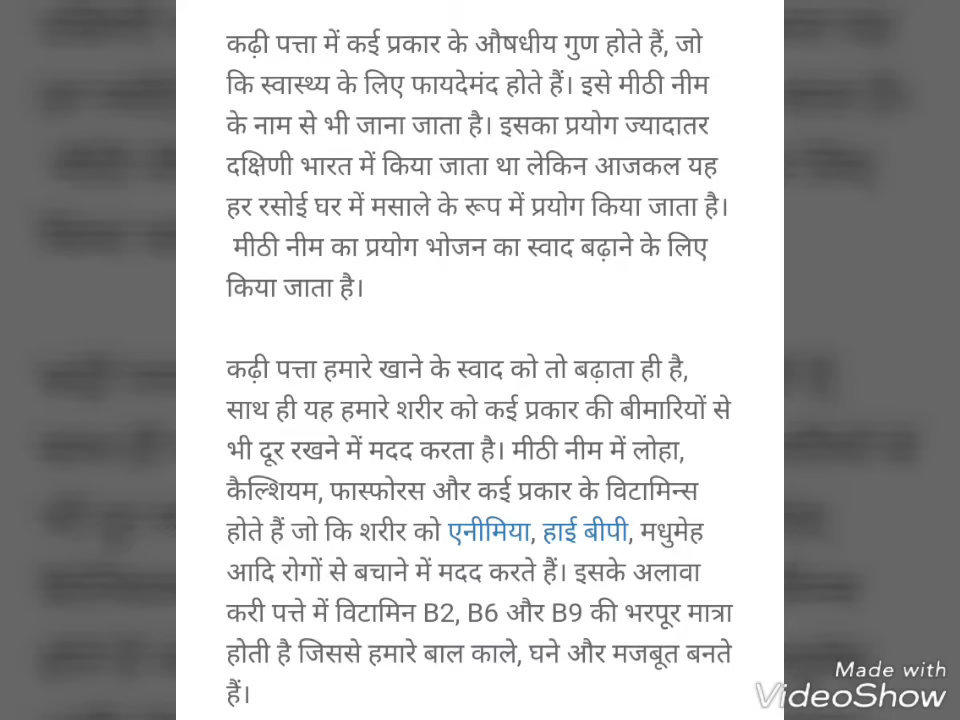 कढ़ी पत्ता में कई प्रकार के औषधीय गुण होते हैं, जो
कि स्वास्थ्य के लिए फायदेमंद होते हैं। इसे मीठी नीम
के नाम से भी जाना जाता है। इसका प्रयोग ज्यादातर
दक्षिणी भारत में किया जाता था लेकिन आजकल यह
हर रसोई घर में मसाले के रूप में प्रयोग किया जाता है।
मीठी नीम का प्रयोग भोजन का स्वाद बढ़ाने के लिए
किया जाता है।
कढ़ी पत्ता हमारे खाने के स्वाद को तो बढ़ाता ही है,
साथ ही यह हमारे शरीर को कई प्रकार की बीमारियों से
भी दूर रखने में मदद करता है। मीठी नीम में लोहा,
कैल्शियम, फास्फोरस और कई प्रकार के विटामिन्स
होते हैं जो कि शरीर को एनीमिया, हाई बीपी, मधुमेह
आदि रोगों से बचाने में मदद करते हैं। इसके अलावा
करी पत्ते में विटामिन B2, B6 और B9 की भरपूर मात्रा
होती है जिससे हमारे बाल काले, घने और मजबूत बनते
हैं।
Made with
VideoShow